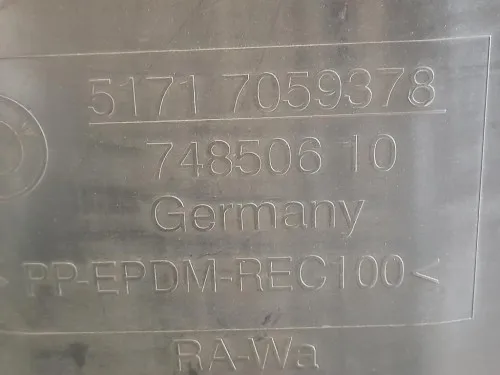 5171 7059378
748506 10
Germany
>PP-EPDM-REC100<
RA-Wa